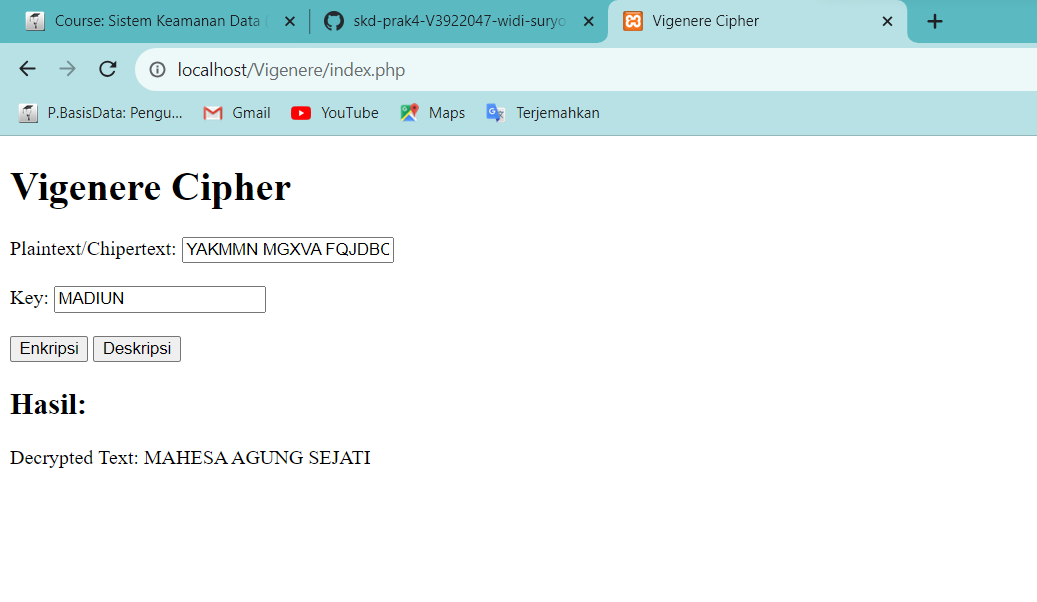 Course: Sistem Keamanan Data
skd-prak4-V3922047-widi-suryo
Vigenere Cipher
localhost/Vigenere/index.php
P.BasisData: Pengu...
Gmail
YouTube
Maps
Terjemahkan
Vigenere Cipher
Plaintext/Chipertext: YAKMMN MGXVA FQJDBC
Key: MADIUN
Enkripsi Deskripsi
Hasil:
Decrypted Text: MAHESA AGUNG SEJATI